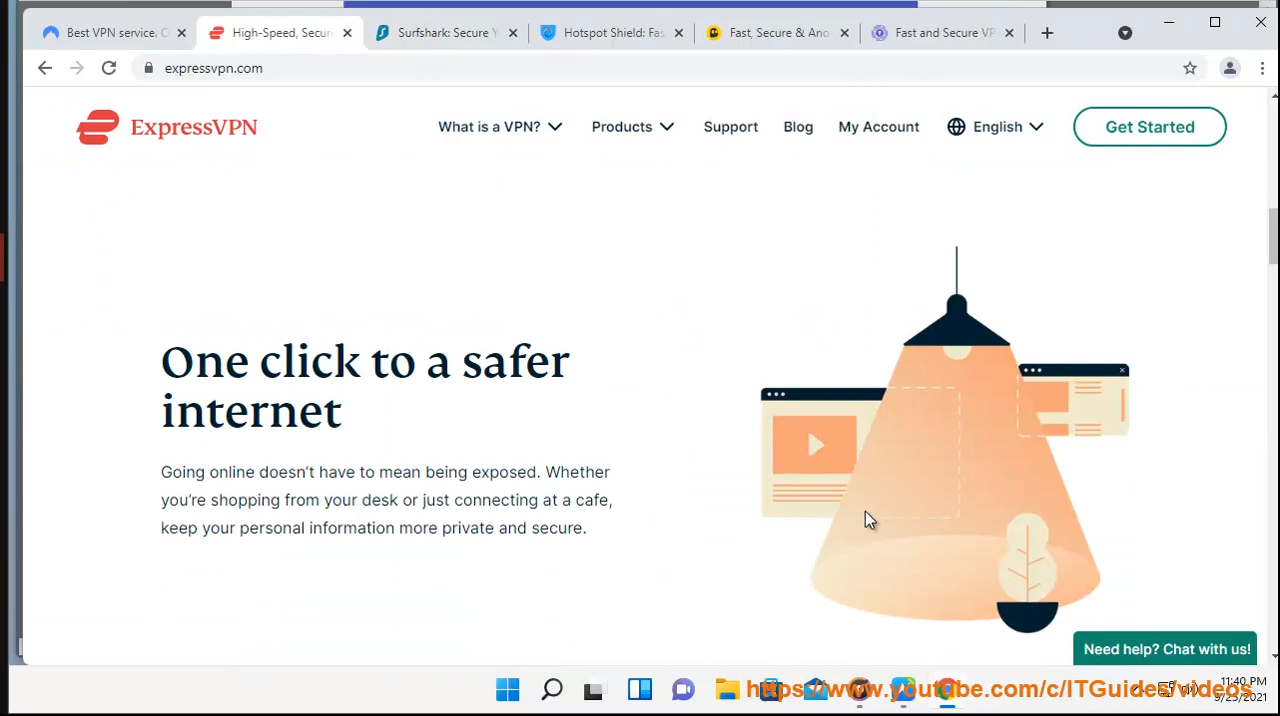 Best VPN service. O
High-Speed, Secur
Surfshark: Secure Y
Hotspot Shield: Fas
Fast, Secure & Ano
Fast and Secure VP
expressvpn.com
ExpressVPN
What is a VPN?
Products
Support
Blog
My Account
English
Get Started
One click to a safer
internet
Going online doesn't have to mean being exposed. Whether
you're shopping from your desk or just connecting at a cafe,
keep your personal information more private and secure.
Need help? Chat with us!
11:40 PM
9/23/2021
https://www.youtube.com/c/ITGuides/videos